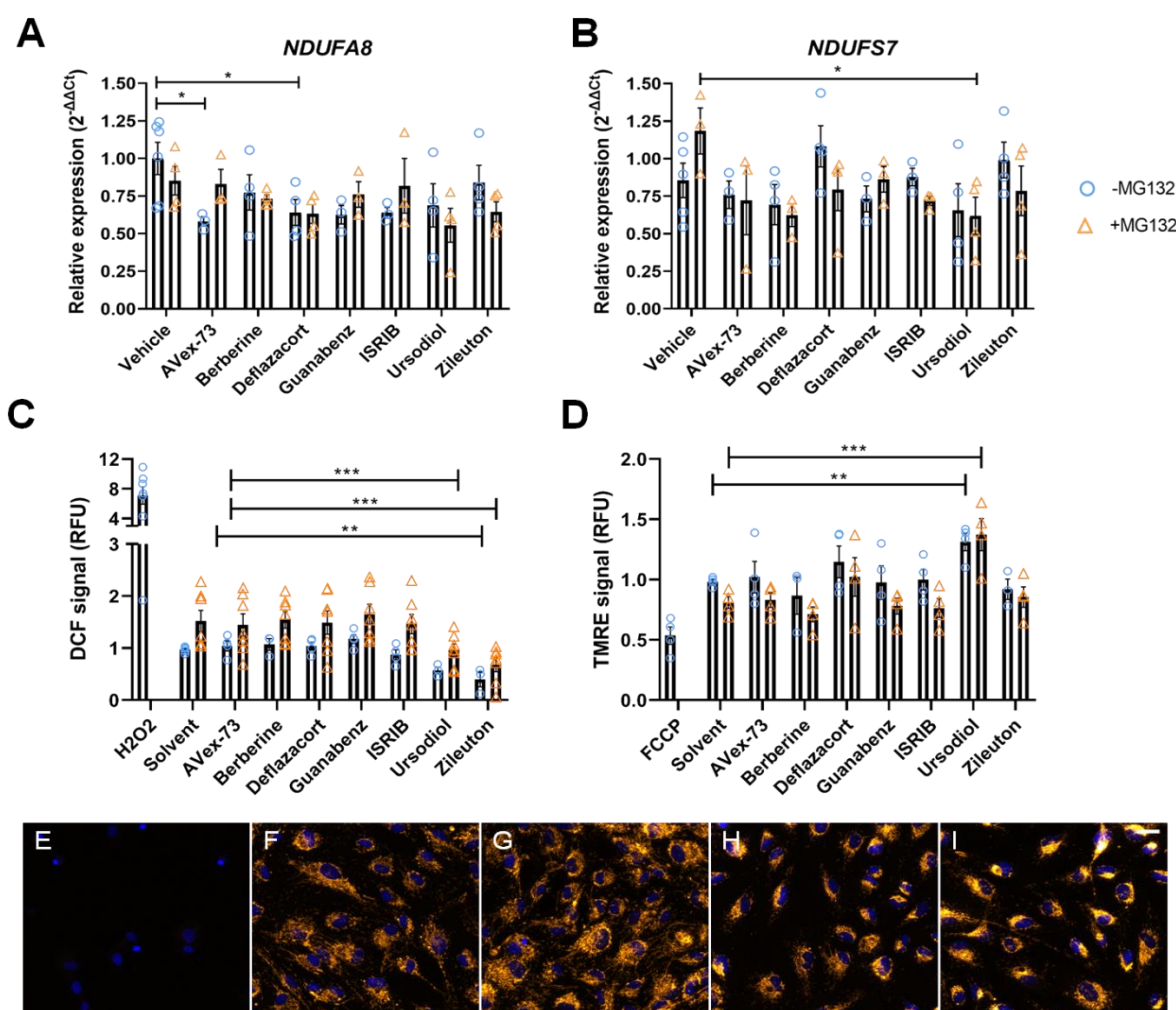 A
NDUFA8
Relative expression (2^-ΔΔCt)
1.50
1.25
1.00
0.75
0.50
0.25
0.00
*
*
Vehicle
AVex-73
Berberine
Deflazacort
Guanabenz
ISRIB
Ursodiol
Zileuton
B
NDUFS7
Relative expression (2^-ΔΔCt)
1.50
1.25
1.00
0.75
0.50
0.25
0.00
*
Vehicle
AVex-73
Berberine
Deflazacort
Guanabenz
ISRIB
Ursodiol
Zileuton
-MG132
+MG132
C
DCF signal (RFU)
12
8
4
3
2
1
0
***
***
**
H2O2
Solvent
AVex-73
Berberine
Deflazacort
Guanabenz
ISRIB
Ursodiol
Zileuton
D
TMRE signal (RFU)
2.0
1.5
1.0
0.5
0.0
***
**
FCCP
Solvent
AVex-73
Berberine
Deflazacort
Guanabenz
ISRIB
Ursodiol
Zileuton
E
F
G
H
I